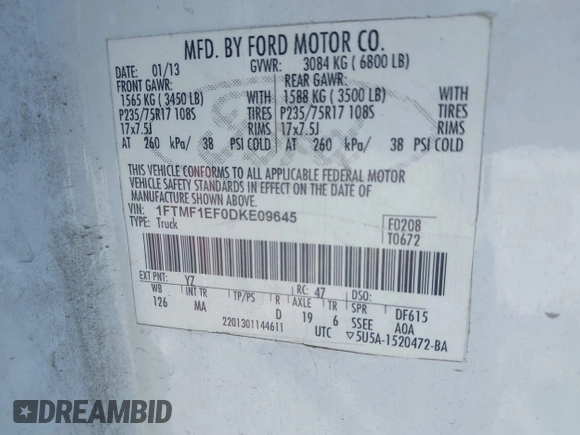 MFD. BY FORD MOTOR CO.
DATE: 01/13 GVWR: 3084 KG ( 6800 LB)
FRONT GAWR: REAR GAWR:
1565 KG ( 3450 LB) WITH 1588 KG ( 3500 LB) WITH
P235/75R17 108S TIRES P235/75R17 108S TIRES
17x7.5J RIMS 17x7.5J RIMS
AT 260 kPa/ 38 PSI COLD AT 260 kPa/ 38 PSI COLD
THIS VEHICLE CONFORMS TO ALL APPLICABLE FEDERAL MOTOR
VEHICLE SAFETY STANDARDS IN EFFECT ON THE DATE OF
MANUFACTURE SHOWN ABOVE.
VIN: 1FTMF1EF0DKE09645 F0208
TYPE: Truck T0672
EXT PNT: YZ RC: 47 DSO:
WB INT TR TP/PS R AXLE TR SPR DF615
126 MA D 19 6 SSEE AOA
2201301144611 UTC ▽5U5A-1520472-BA
DREAMBID